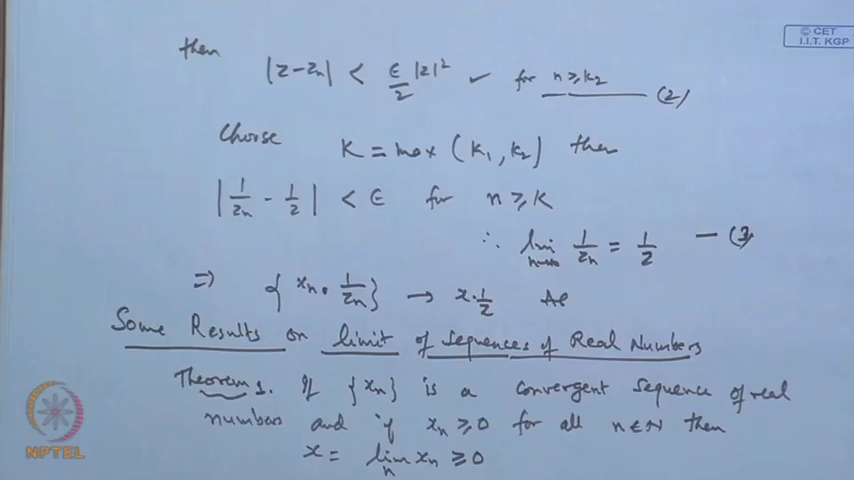 © CET
I.I.T. KGP
then |z-zn| < ε/2 |z|² ✓ for n ≥ k2 — (2)
Choose K = max (k1, k2) then
|1/zn - 1/z| < ε for n ≥ K
∴ lim n→∞ 1/zn = 1/z — (3)
⇒ {xn · 1/zn} → x · 1/z
Some Results on limit of sequences of Real Numbers
Theorem 1. If {xn} is a convergent sequence of real
numbers and if xn ≥ 0 for all n ∈ N then
x = lim n xn ≥ 0
NPTEL